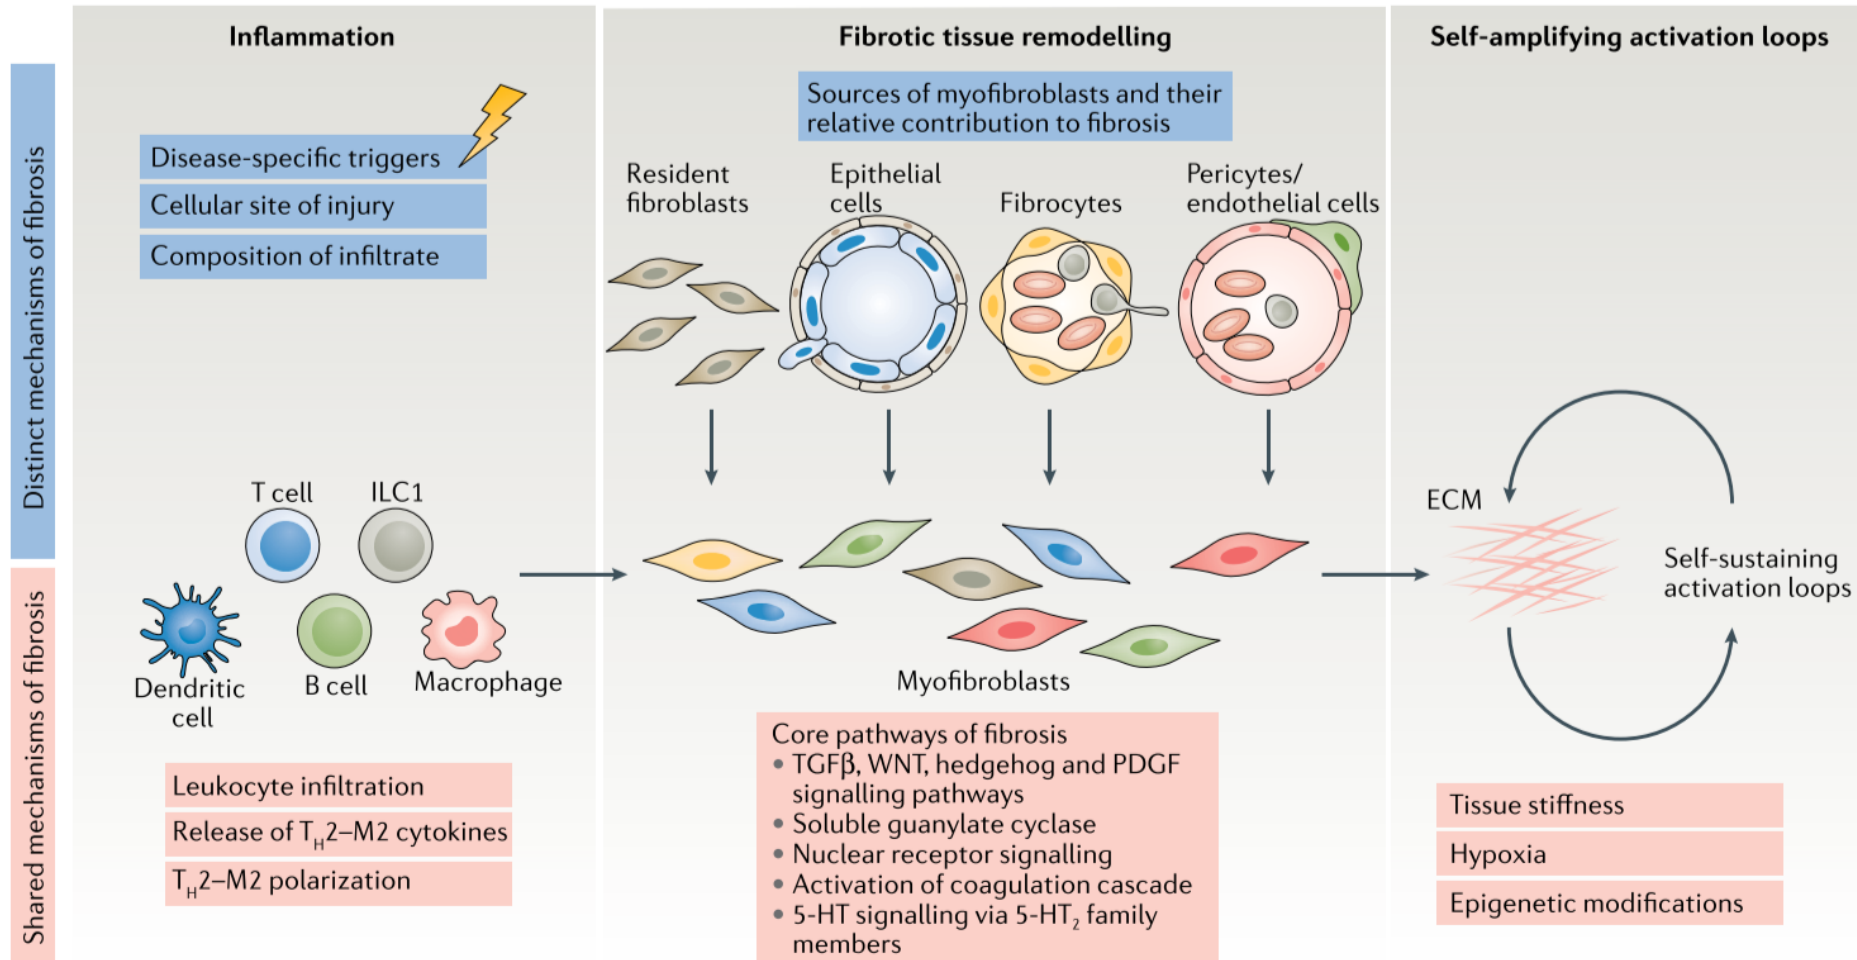 Inflammation
Fibrotic tissue remodelling
Self-amplifying activation loops
Distinct mechanisms of fibrosis
Shared mechanisms of fibrosis
Disease-specific triggers
Cellular site of injury
Composition of infiltrate
T cell
ILC1
Dendritic
cell
B cell
Macrophage
Leukocyte infiltration
Release of TH2–M2 cytokines
TH2–M2 polarization
Sources of myofibroblasts and their
relative contribution to fibrosis
Resident
fibroblasts
Epithelial
cells
Fibrocytes
Pericytes/
endothelial cells
Myofibroblasts
Core pathways of fibrosis
• TGFβ, WNT, hedgehog and PDGF
signalling pathways
• Soluble guanylate cyclase
• Nuclear receptor signalling
• Activation of coagulation cascade
• 5-HT signalling via 5-HT2 family
members
ECM
Self-sustaining
activation loops
Tissue stiffness
Hypoxia
Epigenetic modifications